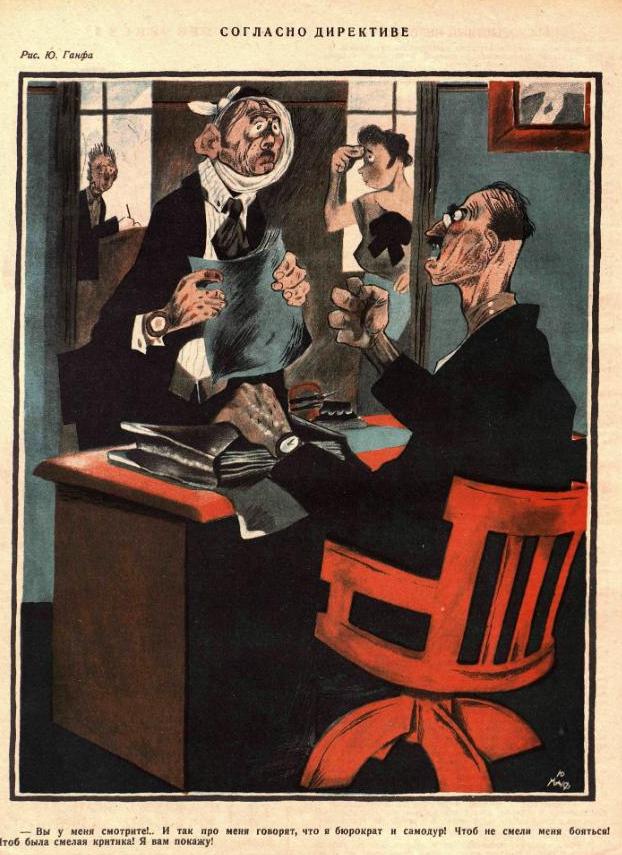 СОГЛАСНО ДИРЕКТИВЕ
Рис. Ю. Ганфа
— Вы у меня смотрите!.. И так про меня говорят, что я бюрократ и самодур! Чтоб не смели меня бояться!
Чтоб была смелая критика! Я вам покажу!